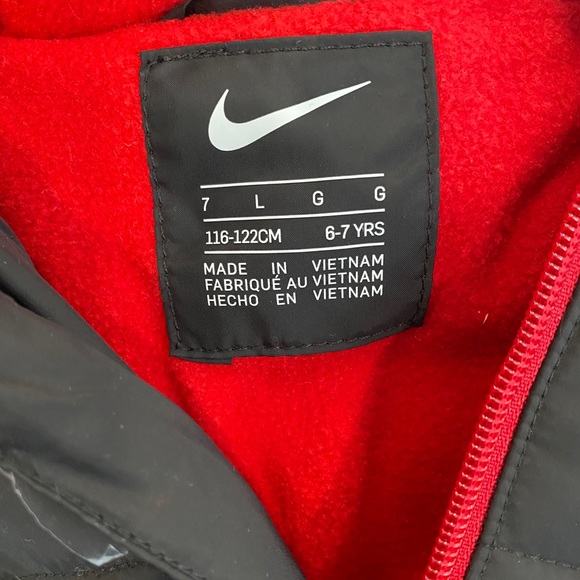 7 L G G
116-122CM 6-7 YRS
MADE IN VIETNAM
FABRIQUÉ AU VIETNAM
HECHO EN VIETNAM